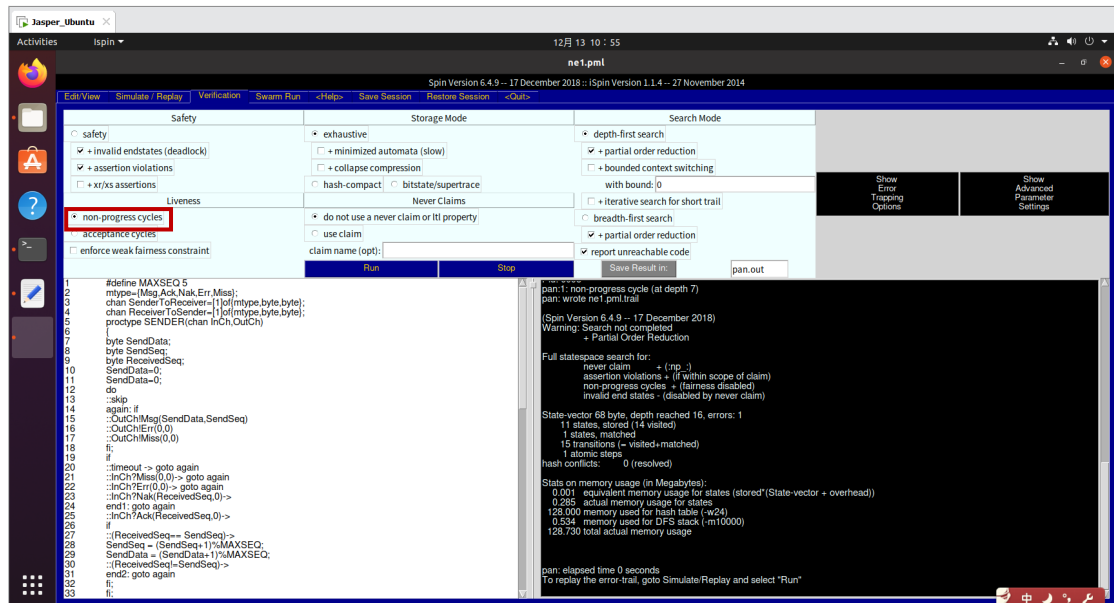 Jasper_Ubuntu
Activities Ispin 12月 13 10：55
ne1.pml
Spin Version 6.4.9 -- 17 December 2018 :: iSpin Version 1.1.4 -- 27 November 2014
Edit/View Simulate / Replay Verification Swarm Run <Help> Save Session Restore Session <Quit>
Safety Storage Mode Search Mode
safety exhaustive depth-first search
+ invalid endstates (deadlock) + minimized automata (slow) + partial order reduction
+ assertion violations + collapse compression + bounded context switching
+ xr/xs assertions hash-compact bitstate/supertrace with bound: 0
Liveness Never Claims + iterative search for short trail
non-progress cycles do not use a never claim or ltl property breadth-first search
acceptance cycles use claim + partial order reduction
enforce weak fairness constraint claim name (opt): report unreachable code
Run Stop Save Result in: pan.out
Show Error Trapping Options
Show Advanced Parameter Settings
1 #define MAXSEQ 5
2 mtype={Msg,Ack,Nak,Err,Miss};
3 chan SenderToReceiver=[1]of{mtype,byte,byte};
4 chan ReceiverToSender=[1]of{mtype,byte,byte};
5 proctype SENDER(chan InCh,OutCh)
6 {
7 byte SendData;
8 byte SendSeq;
9 byte ReceivedSeq;
10 SendData=0;
11 SendData=0;
12 do
13 ::skip
14 again: if
15 ::OutCh!Msg(SendData,SendSeq)
16 ::OutCh!Err(0,0)
17 ::OutCh!Miss(0,0)
18 fi;
19 if
20 ::timeout -> goto again
21 ::InCh?Miss(0,0)-> goto again
22 ::InCh?Err(0,0)-> goto again
23 ::InCh?Nak(ReceivedSeq,0)->
24 end1: goto again
25 ::InCh?Ack(ReceivedSeq,0)->
26 if
27 ::(ReceivedSeq== SendSeq)->
28 SendSeq = (SendSeq+1)%MAXSEQ;
29 SendData = (SendData+1)%MAXSEQ;
30 ::(ReceivedSeq!=SendSeq)->
31 end2: goto again
32 fi;
33 fi;
pan:1: non-progress cycle (at depth 7)
pan: wrote ne1.pml.trail
(Spin Version 6.4.9 -- 17 December 2018)
Warning: Search not completed
+ Partial Order Reduction
Full statespace search for:
never claim + (:np_:)
assertion violations + (if within scope of claim)
non-progress cycles + (fairness disabled)
invalid end states - (disabled by never claim)
State-vector 68 byte, depth reached 16, errors: 1
11 states, stored (14 visited)
1 states, matched
15 transitions (= visited+matched)
1 atomic steps
hash conflicts: 0 (resolved)
Stats on memory usage (in Megabytes):
0.001 equivalent memory usage for states (stored*(State-vector + overhead))
0.285 actual memory usage for states
128.000 memory used for hash table (-w24)
0.534 memory used for DFS stack (-m10000)
128.730 total actual memory usage
pan: elapsed time 0 seconds
To replay the error-trail, goto Simulate/Replay and select "Run"
中